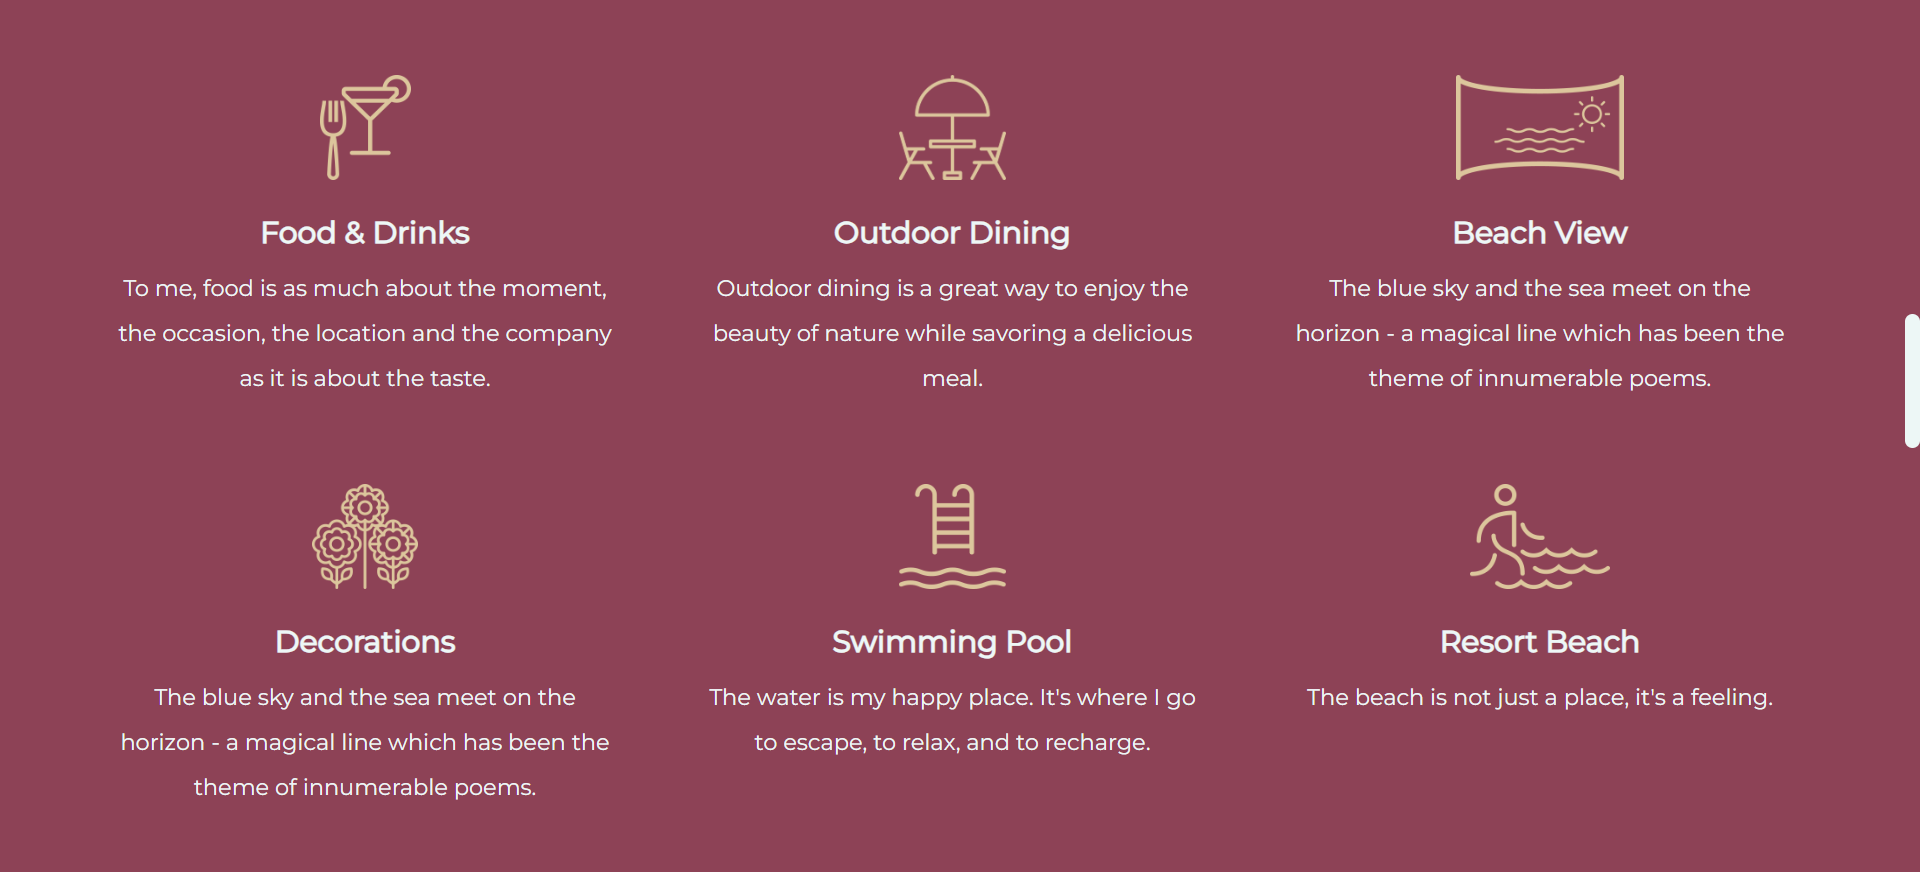 Food & Drinks
To me, food is as much about the moment,
the occasion, the location and the company
as it is about the taste.
Outdoor Dining
Outdoor dining is a great way to enjoy the
beauty of nature while savoring a delicious
meal.
Beach View
The blue sky and the sea meet on the
horizon - a magical line which has been the
theme of innumerable poems.
Decorations
The blue sky and the sea meet on the
horizon - a magical line which has been the
theme of innumerable poems.
Swimming Pool
The water is my happy place. It's where I go
to escape, to relax, and to recharge.
Resort Beach
The beach is not just a place, it's a feeling.